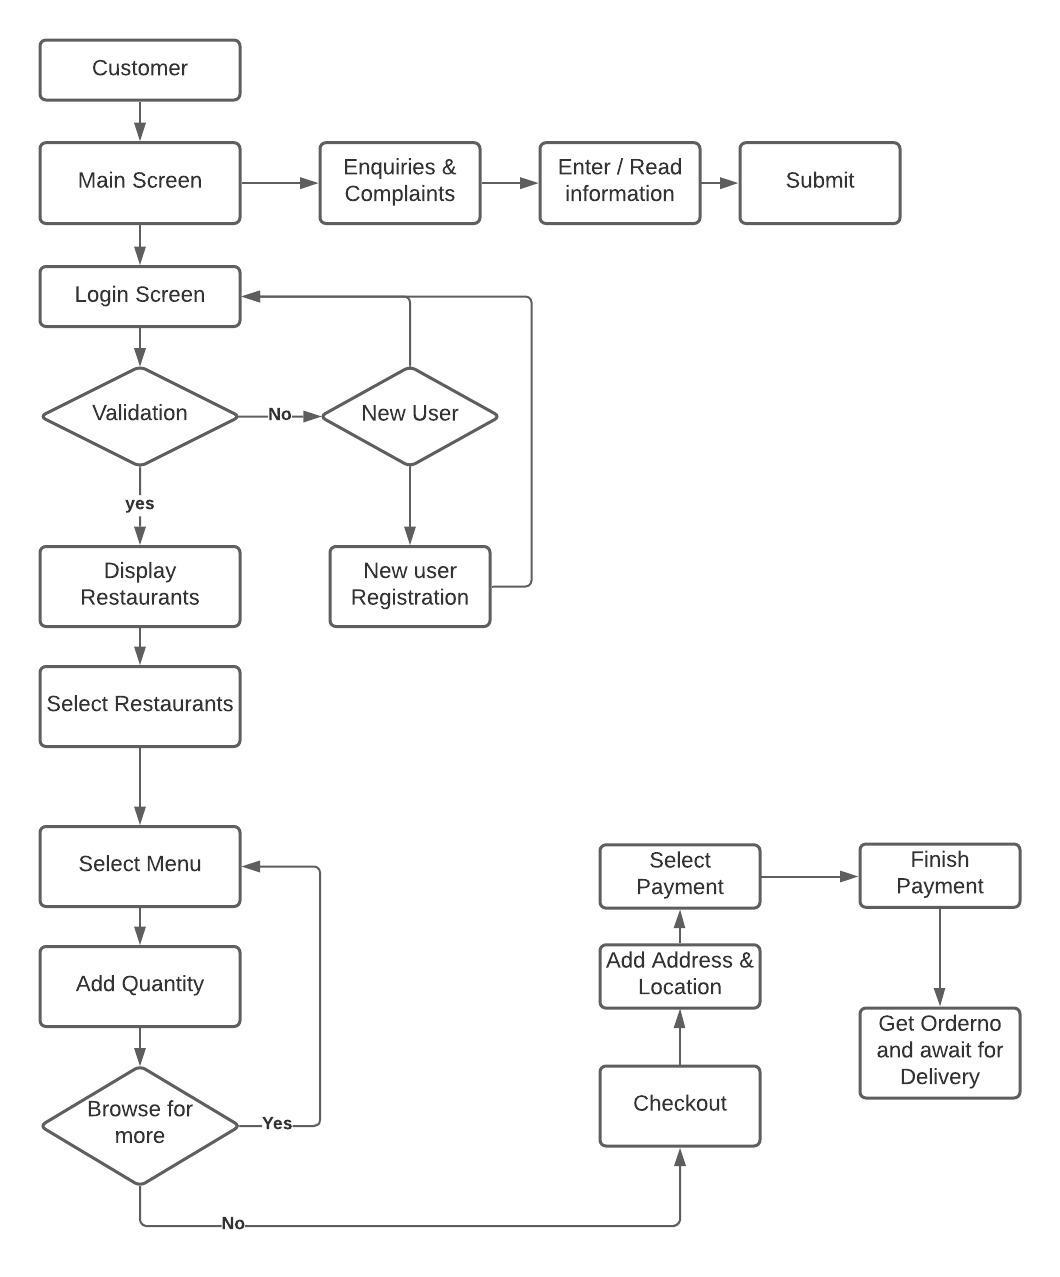 Customer
Main Screen
Enquiries &
Complaints
Enter / Read
information
Submit
Login Screen
Validation
No
New User
yes
Display
Restaurants
New user
Registration
Select Restaurants
Select Menu
Add Quantity
Browse for
more
Yes
No
Checkout
Add Address &
Location
Select
Payment
Finish
Payment
Get Orderno
and await for
Delivery